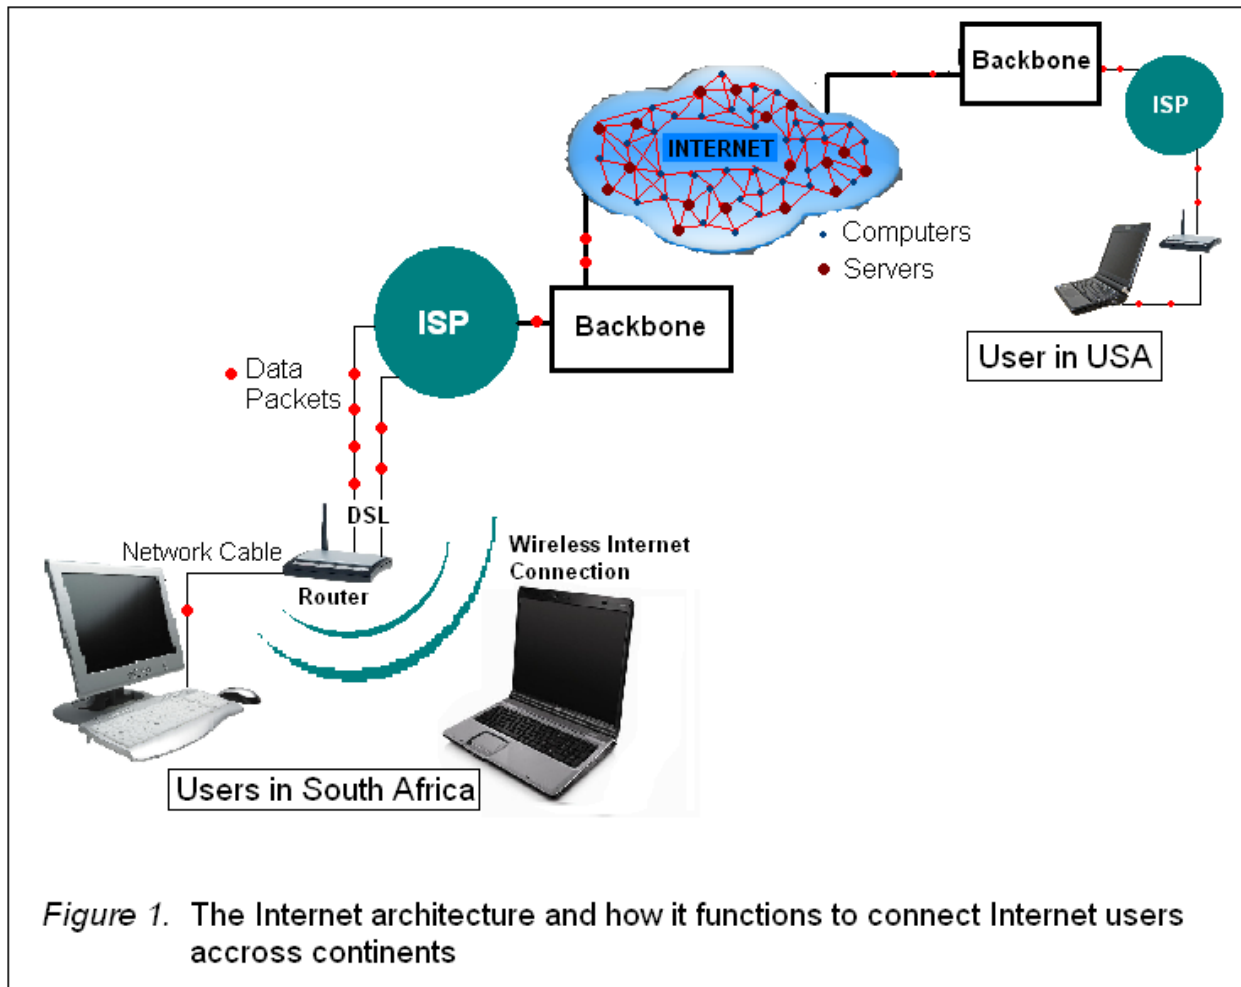 Backbone
ISP
INTERNET
Computers
Servers
User in USA
ISP
Backbone
Data
Packets
DSL
Network Cable
Router
Wireless Internet
Connection
Users in South Africa
Figure 1. The Internet architecture and how it functions to connect Internet users
accross continents